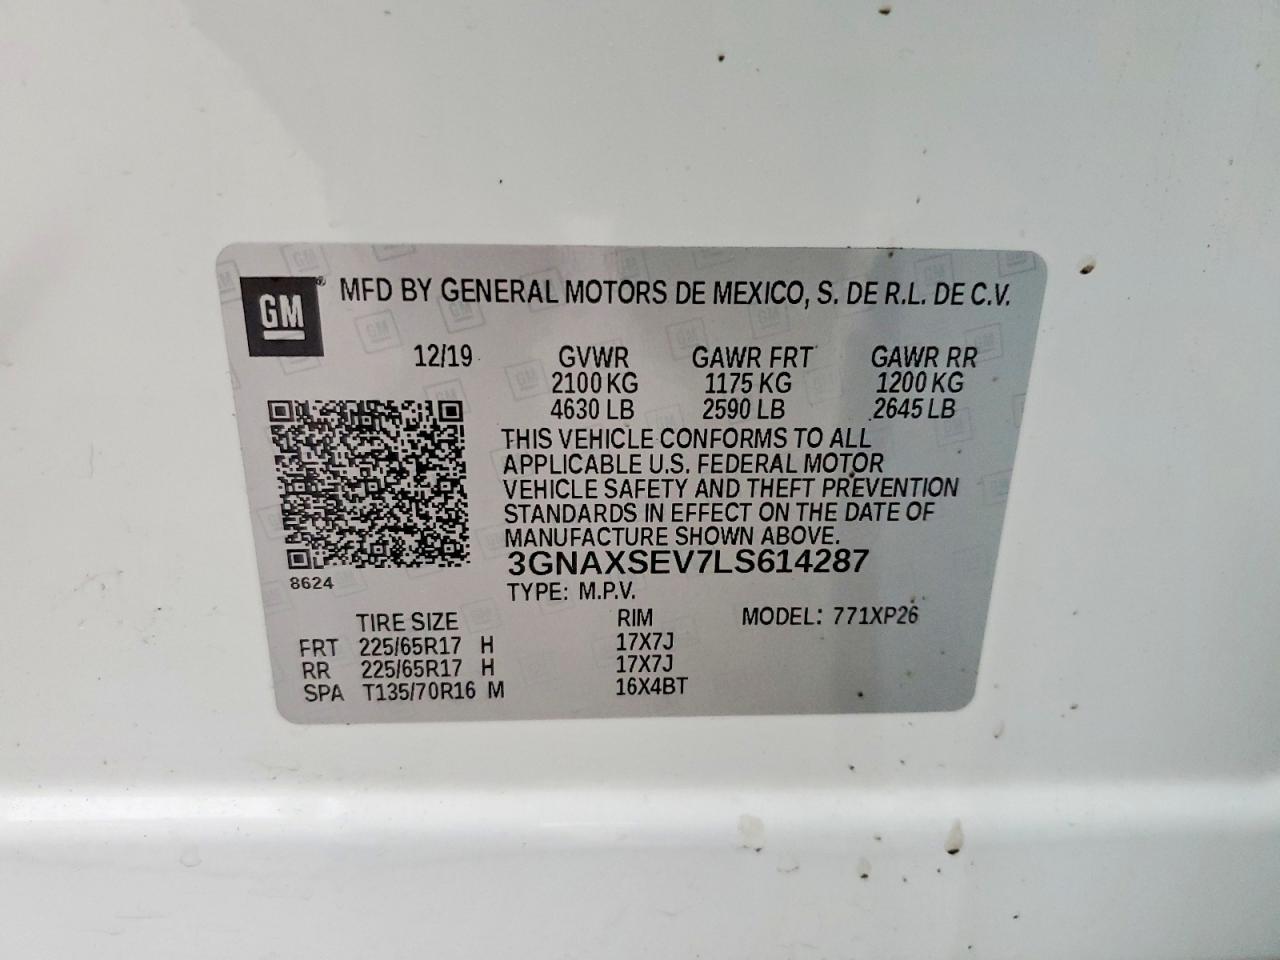 GM
MFD BY GENERAL MOTORS DE MEXICO, S. DE R.L. DE C.V.
12/19 GVWR GAWR FRT GAWR RR
2100 KG 1175 KG 1200 KG
4630 LB 2590 LB 2645 LB
THIS VEHICLE CONFORMS TO ALL
APPLICABLE U.S. FEDERAL MOTOR
VEHICLE SAFETY AND THEFT PREVENTION
STANDARDS IN EFFECT ON THE DATE OF
MANUFACTURE SHOWN ABOVE.
3GNAXSEV7LS614287
8624
TYPE: M.P.V.
TIRE SIZE RIM MODEL: 771XP26
FRT 225/65R17 H 17X7J
RR 225/65R17 H 17X7J
SPA T135/70R16 M 16X4BT